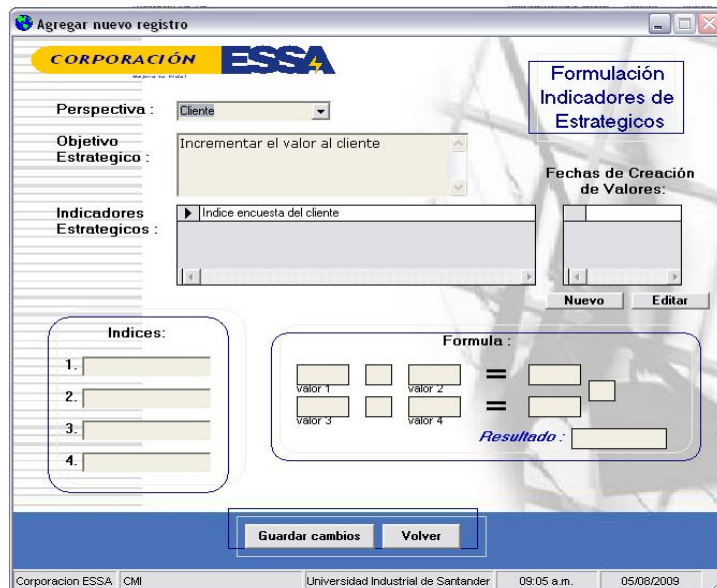 Agregar nuevo registro
CORPORACIÓN ESSA
Mejora tu Vida!
Formulación
Indicadores de
Estrategicos
Perspectiva :
Cliente
Objetivo
Estrategico :
Incrementar el valor al cliente
Fechas de Creación
de Valores:
Indicadores
Estrategicos :
Indice encuesta del cliente
Nuevo
Editar
Indices:
1.
2.
3.
4.
Formula :
valor 1
valor 2
=
valor 3
valor 4
=
Resultado :
Guardar cambios
Volver
Corporacion ESSA
CMI
Universidad Industrial de Santander
09:05 a.m.
05/08/2009